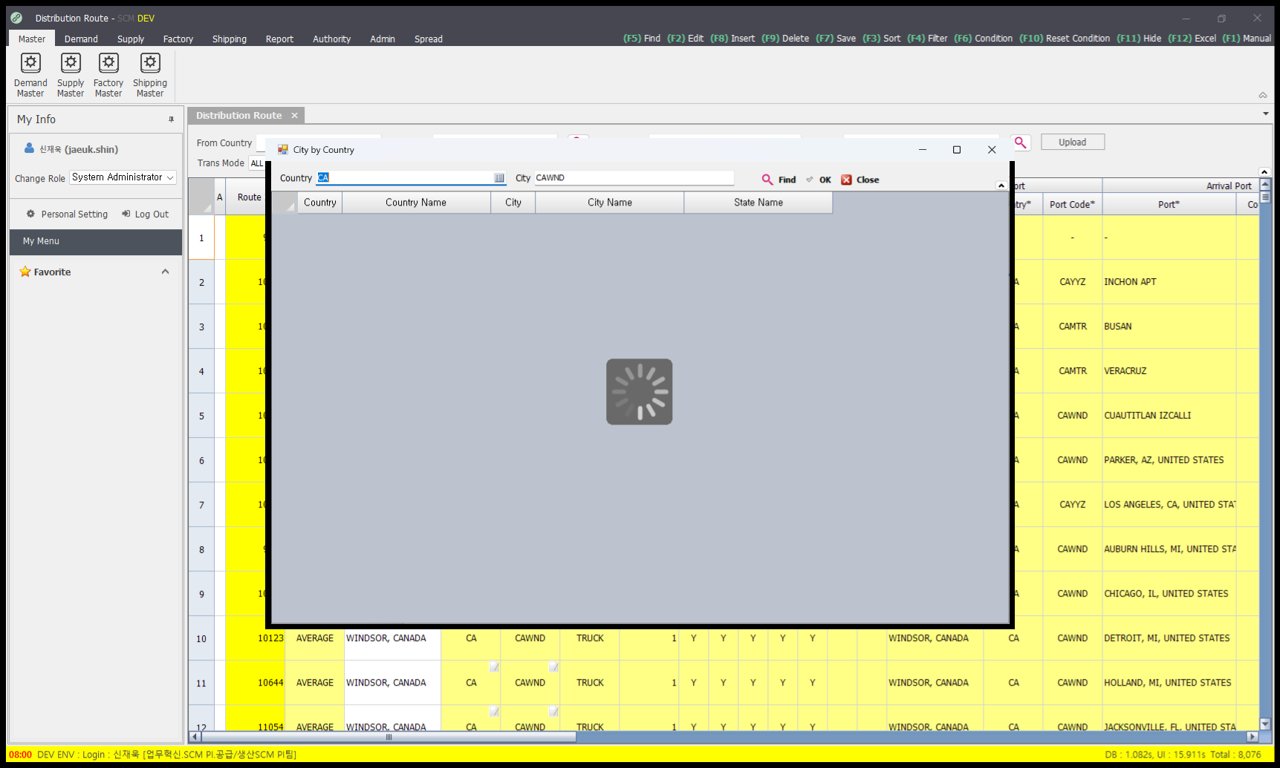 Distribution Route - SCM DEV
Master Demand Supply Factory Shipping Report Authority Admin Spread (F5) Find (F2) Edit (F8) Insert (F9) Delete (F7) Save (F3) Sort (F4) Filter (F6) Condition (F10) Reset Condition (F11) Hide (F12) Excel (F1) Manual
Demand Master Supply Master Factory Master Shipping Master
My Info
신재욱 (jaeuk.shin)
Change Role System Administrator
Personal Setting Log Out
My Menu
Favorite
Distribution Route
From Country Upload
Trans Mode ALL
City by Country
Country CA City CAWND Find OK Close
Country Country Name City City Name State Name
ort Arrival Port
A Route try* Port Code* Port* Co
1 - -
2 10 A CAYYZ INCHON APT
3 10 A CAMTR BUSAN
4 10 A CAMTR VERACRUZ
5 10 A CAWND CUAUTITLAN IZCALLI
6 10 A CAWND PARKER, AZ, UNITED STATES
7 10 A CAYYZ LOS ANGELES, CA, UNITED STAT
8 A CAWND AUBURN HILLS, MI, UNITED STA
9 10 A CAWND CHICAGO, IL, UNITED STATES
10 10123 AVERAGE WINDSOR, CANADA CA CAWND TRUCK 1 Y Y Y Y Y WINDSOR, CANADA CA CAWND DETROIT, MI, UNITED STATES
11 10644 AVERAGE WINDSOR, CANADA CA CAWND TRUCK 1 Y Y Y Y Y WINDSOR, CANADA CA CAWND HOLLAND, MI, UNITED STATES
12 11054 AVERAGE WINDSOR, CANADA CA CAWND TRUCK 1 Y Y Y Y Y WINDSOR, CANADA CA CAWND JACKSONVILLE, FL, UNITED STA
08:00 DEV ENV : Login : 신재욱 [업무혁신.SCM PI.공급/생산SCM PI팀] DB : 1.082s, UI : 15.911s Total : 8,076